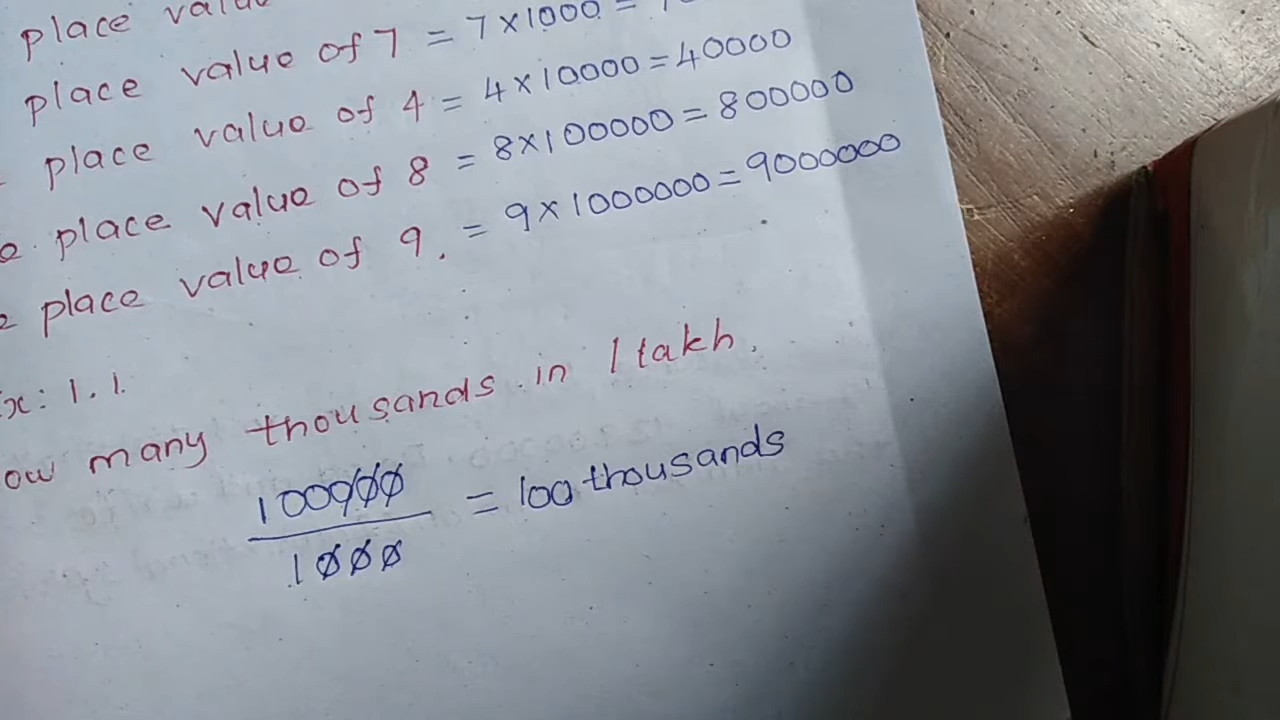 place value
place value of 7 = 7×1000 =
place value of 4 = 4×10000 = 40000
place value of 8 = 8×100000 = 800000
place value of 9. = 9×1000000 = 9000000
x: 1.1.
ow many thousands in 1 lakh.
100000
1000
= 100 thousands